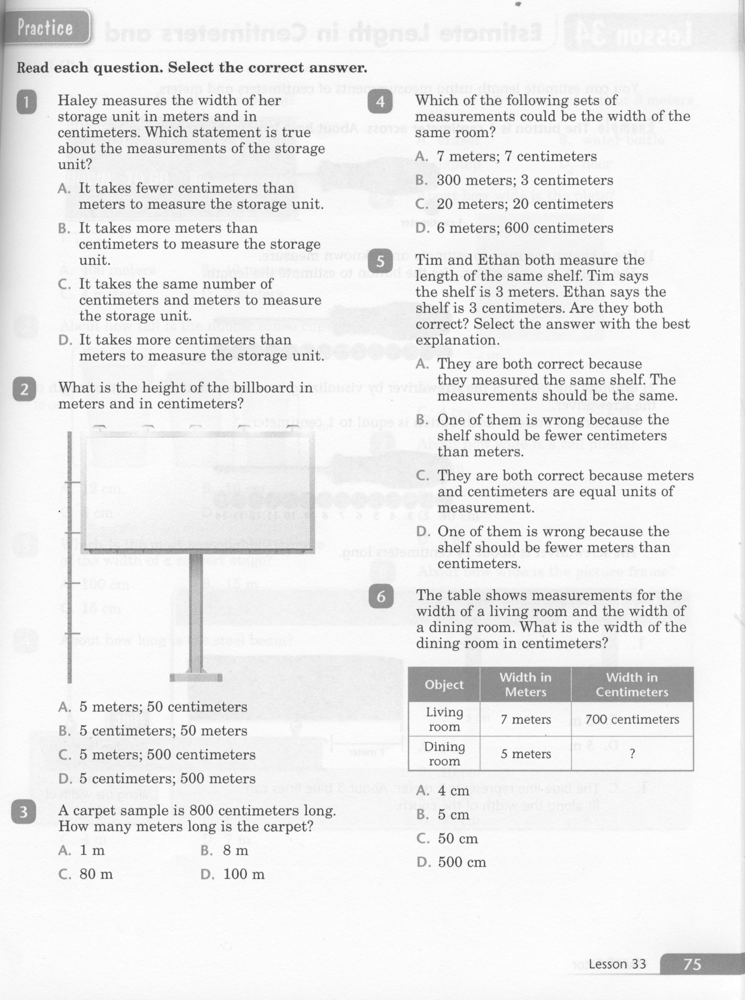 Practice
Read each question. Select the correct answer.
1
Haley measures the width of her
storage unit in meters and in
centimeters. Which statement is true
about the measurements of the storage
unit?
A. It takes fewer centimeters than
meters to measure the storage unit.
B. It takes more meters than
centimeters to measure the storage
unit.
C. It takes the same number of
centimeters and meters to measure
the storage unit.
D. It takes more centimeters than
meters to measure the storage unit.
2
What is the height of the billboard in
meters and in centimeters?
A. 5 meters; 50 centimeters
B. 5 centimeters; 50 meters
C. 5 meters; 500 centimeters
D. 5 centimeters; 500 meters
3
A carpet sample is 800 centimeters long.
How many meters long is the carpet?
A. 1 m B. 8 m
C. 80 m D. 100 m
4
Which of the following sets of
measurements could be the width of the
same room?
A. 7 meters; 7 centimeters
B. 300 meters; 3 centimeters
C. 20 meters; 20 centimeters
D. 6 meters; 600 centimeters
5
Tim and Ethan both measure the
length of the same shelf. Tim says
the shelf is 3 meters. Ethan says the
shelf is 3 centimeters. Are they both
correct? Select the answer with the best
explanation.
A. They are both correct because
they measured the same shelf. The
measurements should be the same.
B. One of them is wrong because the
shelf should be fewer centimeters
than meters.
C. They are both correct because meters
and centimeters are equal units of
measurement.
D. One of them is wrong because the
shelf should be fewer meters than
centimeters.
6
The table shows measurements for the
width of a living room and the width of
a dining room. What is the width of the
dining room in centimeters?
Object Width in Meters Width in Centimeters
Living room 7 meters 700 centimeters
Dining room 5 meters ?
A. 4 cm
B. 5 cm
C. 50 cm
D. 500 cm
Lesson 33 75